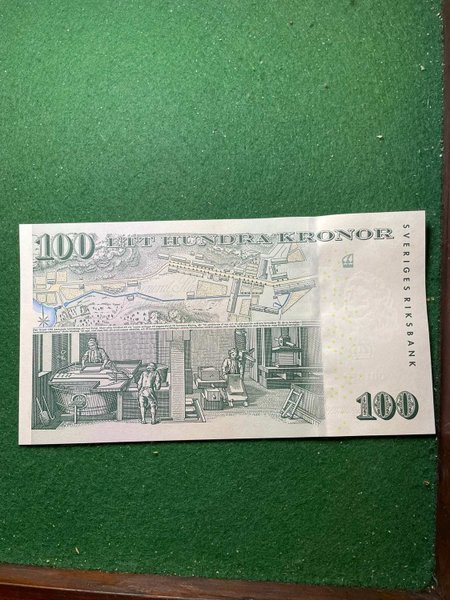 100 ETT HUNDRA KRONOR
SVERIGES RIKSBANK
100